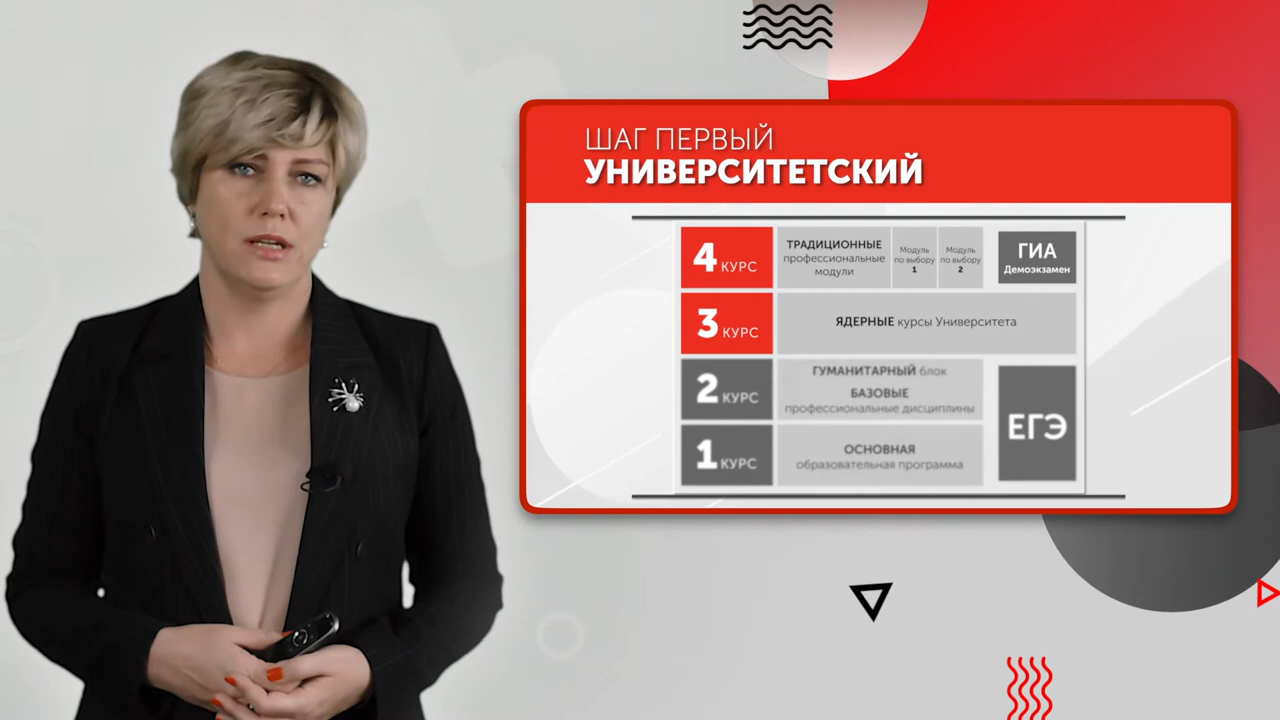 ШАГ ПЕРВЫЙ
УНИВЕРСИТЕТСКИЙ
4 КУРС
ТРАДИЦИОННЫЕ
профессиональные
модули
Модуль
по выбору
1
Модуль
по выбору
2
ГИА
Демоэкзамен
3 КУРС
ЯДЕРНЫЕ курсы Университета
2 КУРС
ГУМАНИТАРНЫЙ блок
БАЗОВЫЕ
профессиональные дисциплины
ЕГЭ
1 КУРС
ОСНОВНАЯ
образовательная программа